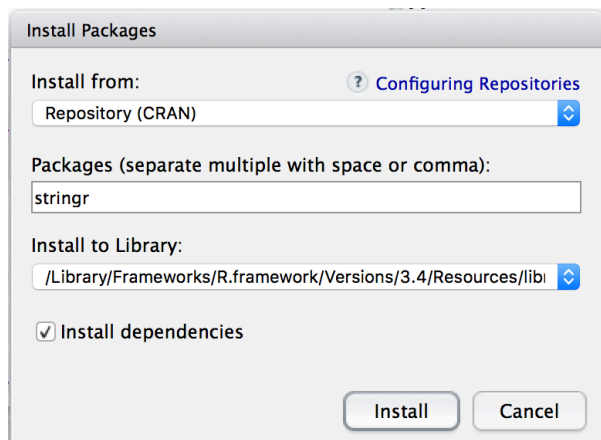 Install Packages
Install from:
? Configuring Repositories
Repository (CRAN)
Packages (separate multiple with space or comma):
stringr
Install to Library:
/Library/Frameworks/R.framework/Versions/3.4/Resources/libr
Install dependencies
Install
Cancel